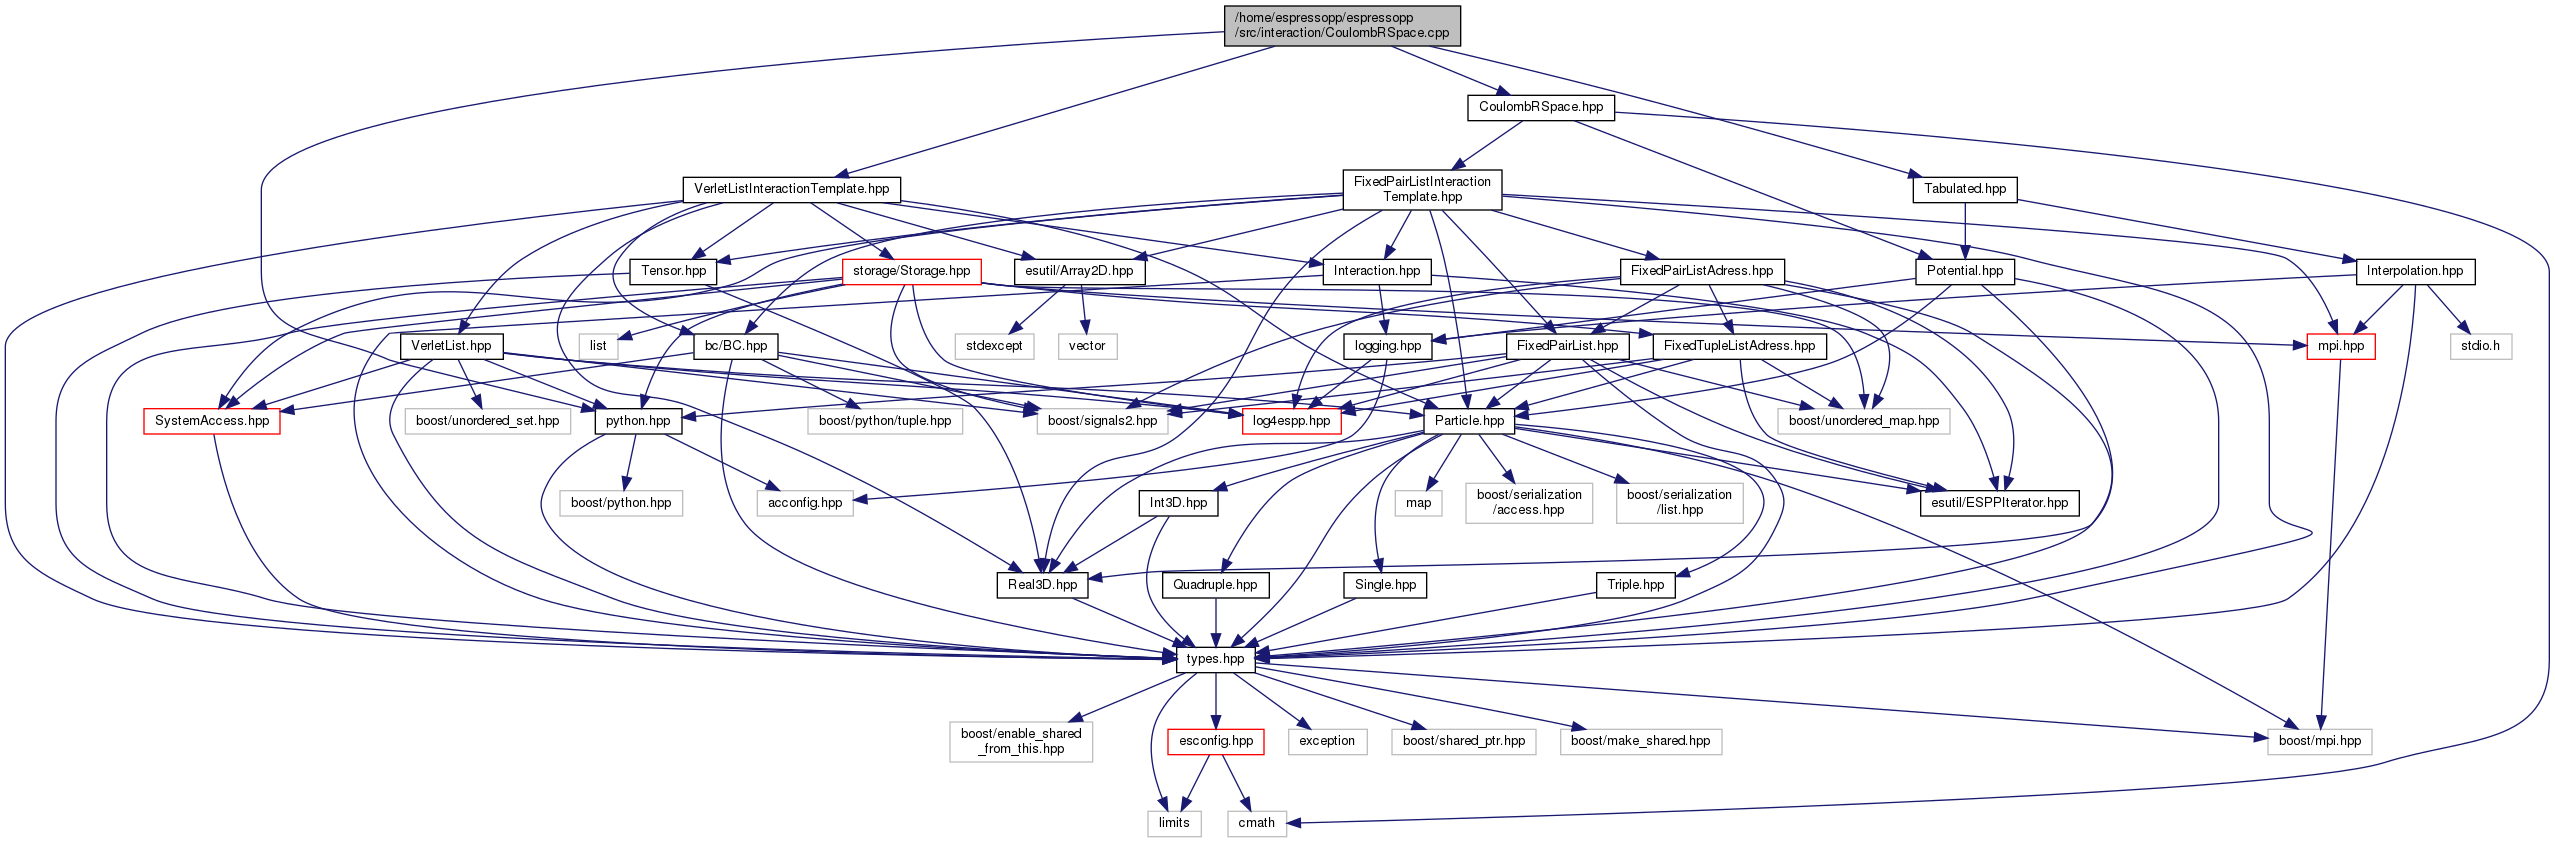 /home/espressopp/espressopp
/src/interaction/CoulombRSpace.cpp
CoulombRSpace.hpp
VerletListInteractionTemplate.hpp
FixedPairListInteraction
Template.hpp
Tabulated.hpp
Tensor.hpp
storage/Storage.hpp
esutil/Array2D.hpp
Interaction.hpp
FixedPairListAdress.hpp
Potential.hpp
Interpolation.hpp
VerletList.hpp
list
bc/BC.hpp
stdexcept
vector
logging.hpp
FixedPairList.hpp
FixedTupleListAdress.hpp
mpi.hpp
stdio.h
SystemAccess.hpp
boost/unordered_set.hpp
python.hpp
boost/python/tuple.hpp
boost/signals2.hpp
log4espp.hpp
Particle.hpp
boost/unordered_map.hpp
boost/python.hpp
acconfig.hpp
Int3D.hpp
map
boost/serialization
/access.hpp
boost/serialization
/list.hpp
esutil/ESPPIterator.hpp
Real3D.hpp
Quadruple.hpp
Single.hpp
Triple.hpp
types.hpp
boost/enable_shared
_from_this.hpp
esconfig.hpp
exception
boost/shared_ptr.hpp
boost/make_shared.hpp
boost/mpi.hpp
limits
cmath